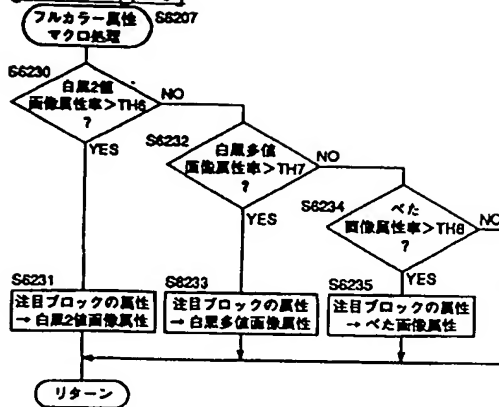 フルカラー属性
マクロ処理
S6207
S6230
白黒2値
画像属性率>TH6
?
NO
YES
S6232
白黒多値
画像属性率>TH7
?
NO
YES
S6234
べた
画像属性率>TH8
?
NO
YES
S6231
注目ブロックの属性
→ 白黒2値画像属性
S6233
注目ブロックの属性
→ 白黒多値画像属性
S6235
注目ブロックの属性
→ べた画像属性
リターン